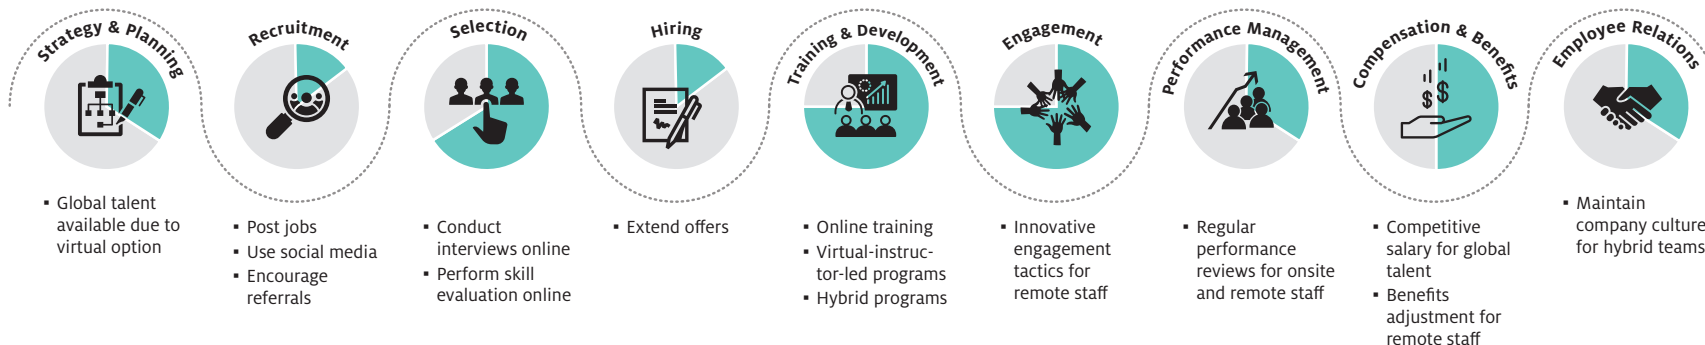 Strategy & Planning
▪ Global talent
available due to
virtual option
Recruitment
▪ Post jobs
▪ Use social media
▪ Encourage
referrals
Selection
▪ Conduct
interviews online
▪ Perform skill
evaluation online
Hiring
▪ Extend offers
Training & Development
▪ Online training
▪ Virtual-instruc-
tor-led programs
▪ Hybrid programs
Engagement
▪ Innovative
engagement
tactics for
remote staff
Performance Management
▪ Regular
performance
reviews for onsite
and remote staff
Compensation & Benefits
$ $
▪ Competitive
salary for global
talent
▪ Benefits
adjustment for
remote staff
Employee Relations
▪ Maintain
company culture
for hybrid teams